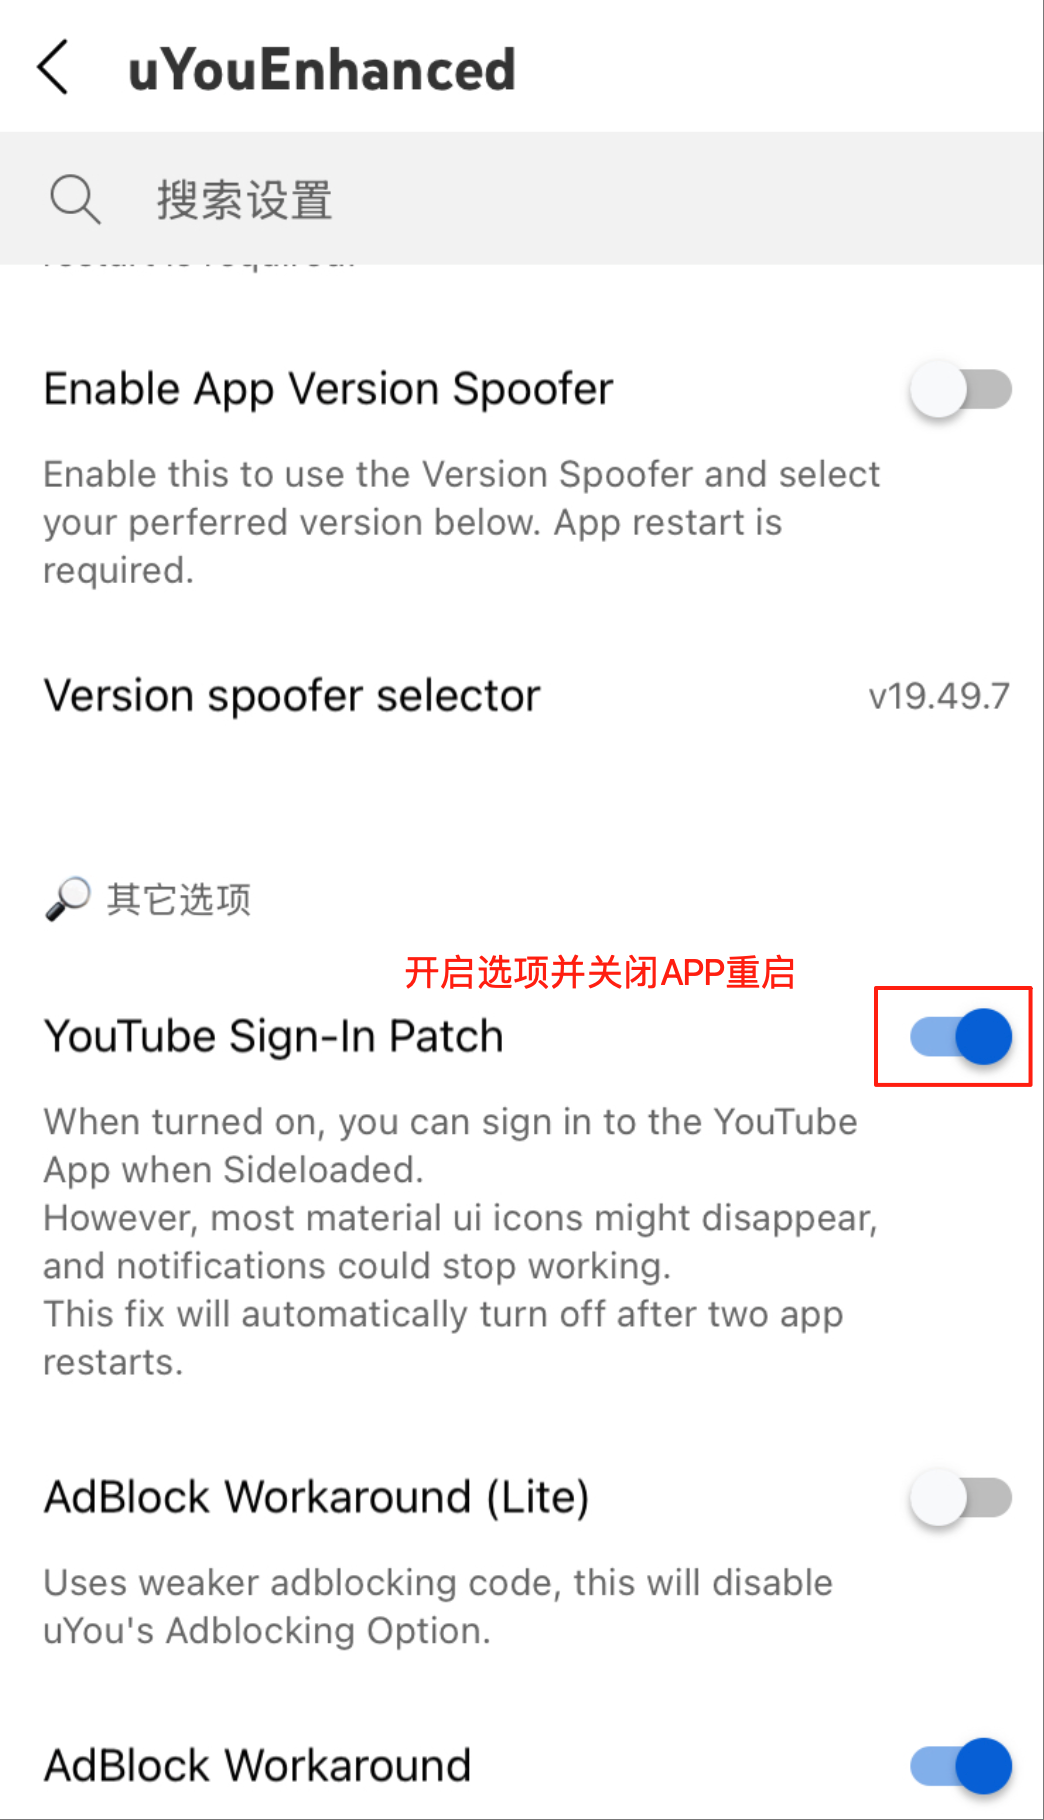 uYouEnhanced
搜索设置
restart is required.
Enable App Version Spoofer
Enable this to use the Version Spoofer and select
your perferred version below. App restart is
required.
Version spoofer selector
v19.49.7
其它选项
开启选项并关闭APP重启
YouTube Sign-In Patch
When turned on, you can sign in to the YouTube
App when Sideloaded.
However, most material ui icons might disappear,
and notifications could stop working.
This fix will automatically turn off after two app
restarts.
AdBlock Workaround (Lite)
Uses weaker adblocking code, this will disable
uYou's Adblocking Option.
AdBlock Workaround